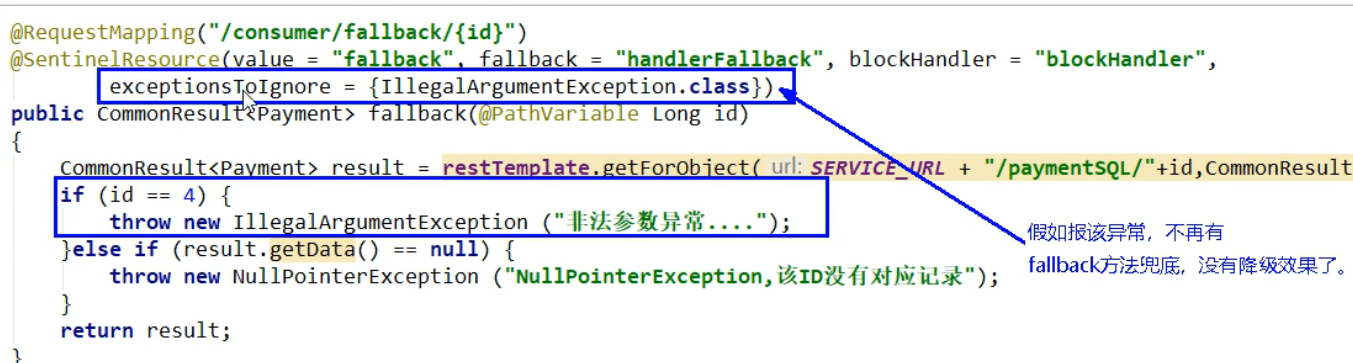 @RequestMapping("/consumer/fallback/{id}")
@SentinelResource(value = "fallback", fallback = "handlerFallback", blockHandler = "blockHandler",
exceptionsToIgnore = {IllegalArgumentException.class})
public CommonResult<Payment> fallback(@PathVariable Long id)
{
CommonResult<Payment> result = restTemplate.getForObject( url: SERVICE_URL + "/paymentSQL/"+id,CommonResult
if (id == 4) {
throw new IllegalArgumentException ("非法参数异常....");
}else if (result.getData() == null) {
throw new NullPointerException ("NullPointerException,该ID没有对应记录");
}
return result;
}
假如报该异常，不再有
fallback方法兜底，没有降级效果了。